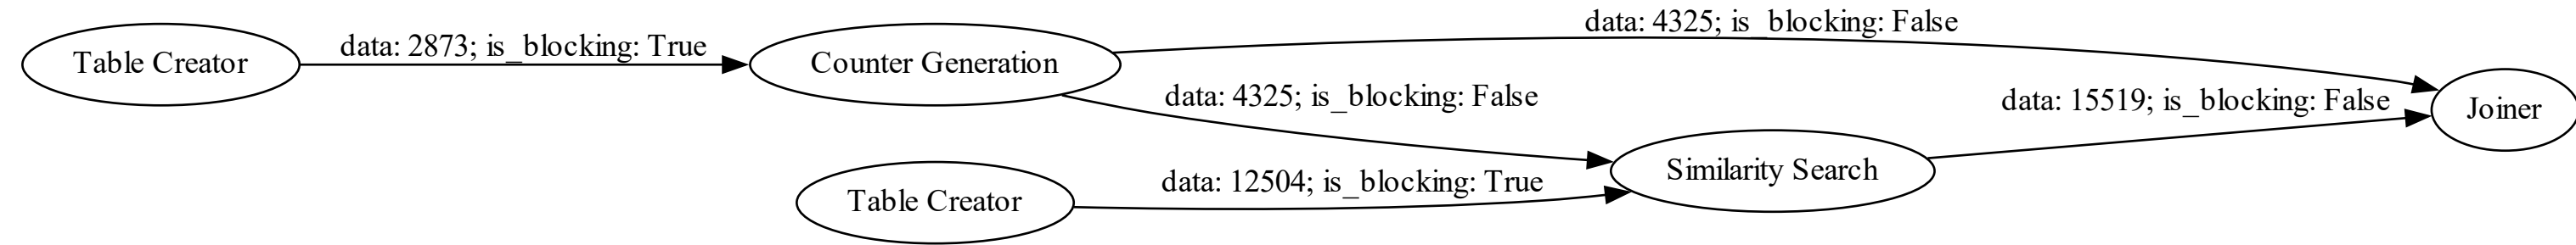 data: 4325; is_blocking: False
Table Creator
data: 2873; is_blocking: True
Counter Generation
data: 4325; is_blocking: False
data: 15519; is_blocking: False
Joiner
Similarity Search
data: 12504; is_blocking: True
Table Creator